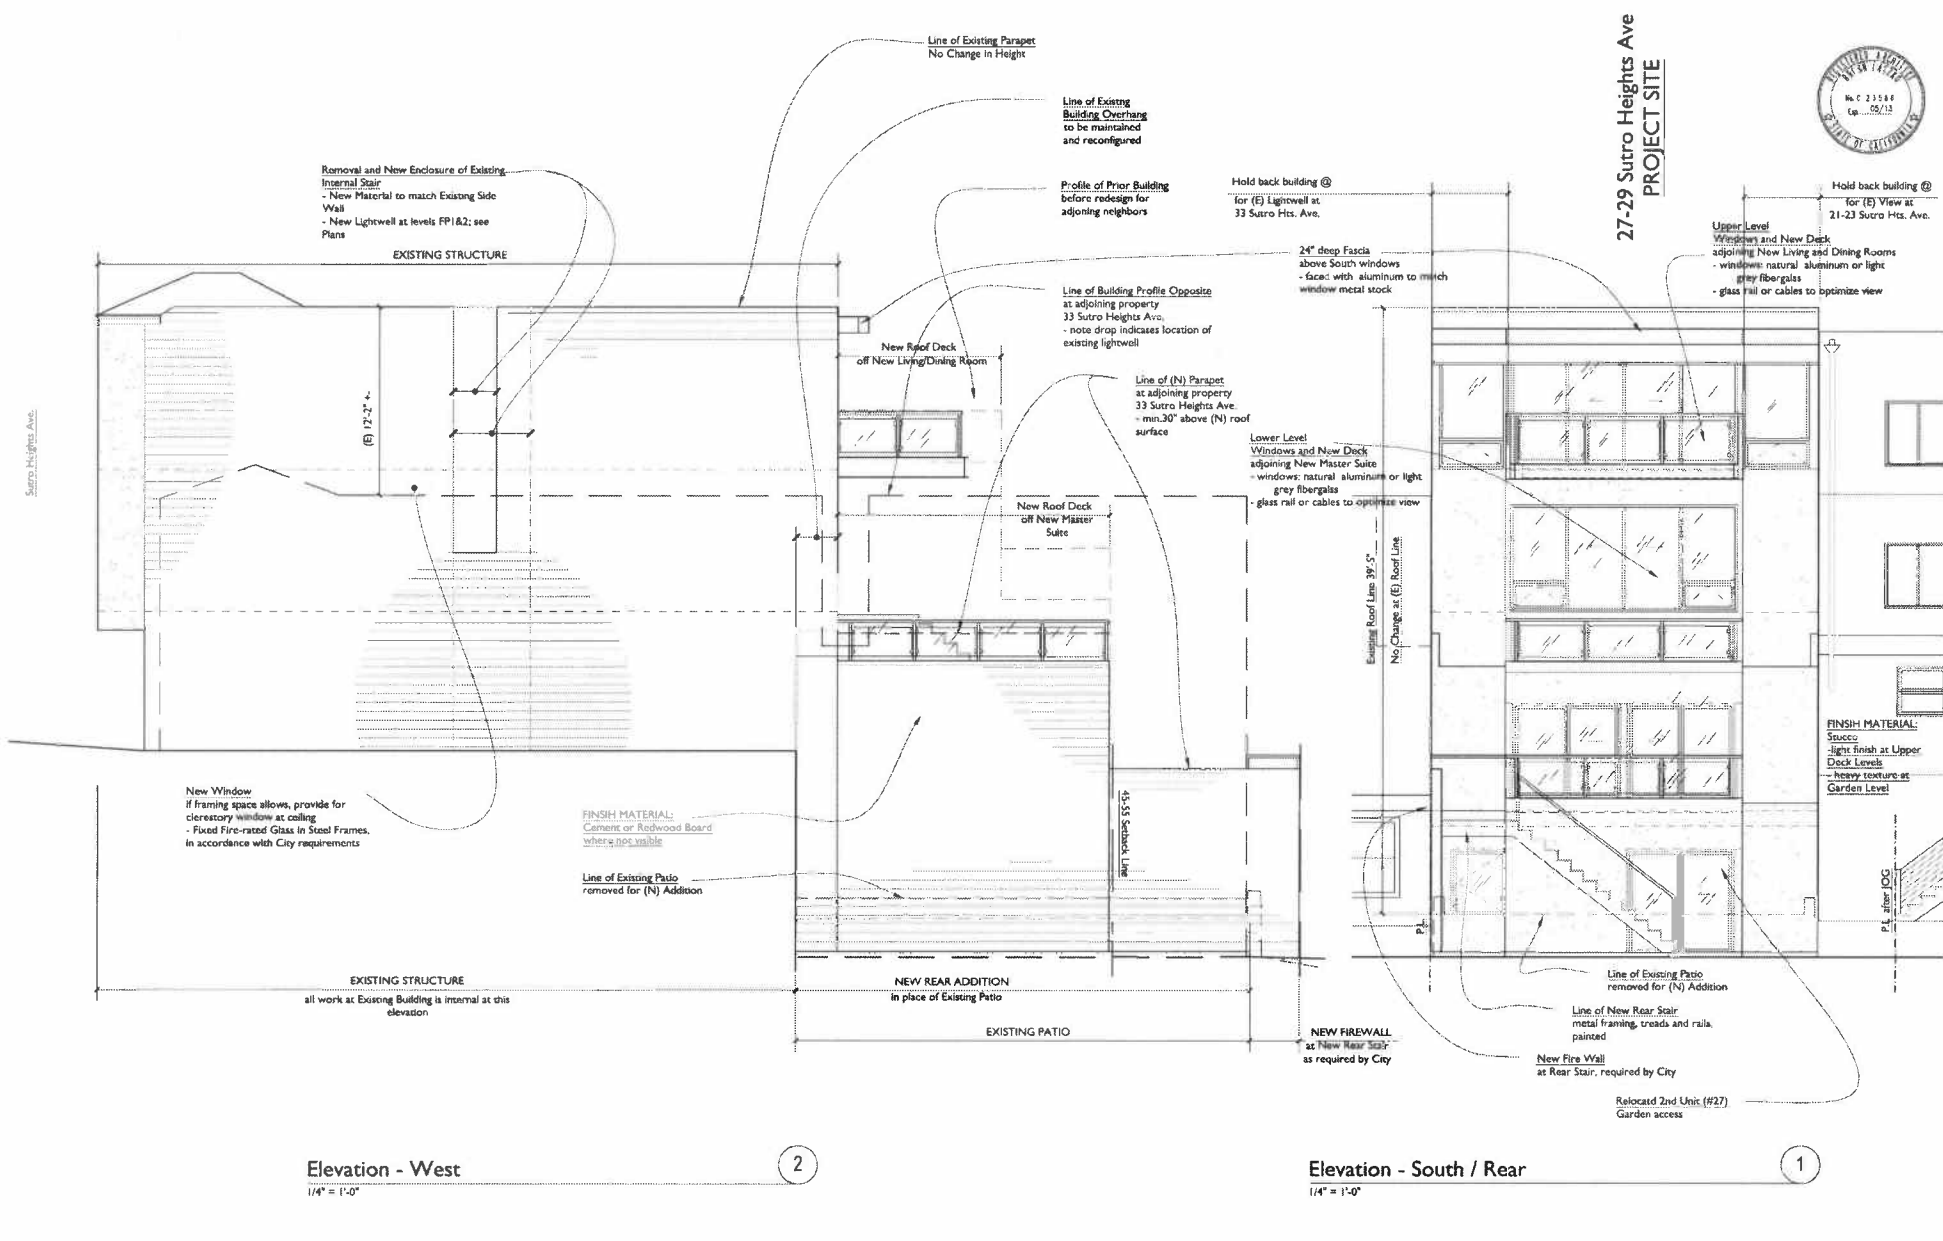 Line of Existing Parapet
No Change in Height
Line of Existng
Building Overhang
to be maintained
and reconfigured
Removal and New Enclosure of Existing
Internal Stair
- New Material to match Existing Side
Wall
- New Lightwell at levels FP1&2; see
Plans
Profile of Prior Building
before redesign for
adjoning neighbors
EXISTING STRUCTURE
Line of Building Profile Opposite
at adjoining property
33 Sutro Heights Ave.
- note drop indicates location of
existing lightwell
New Roof Deck
off New Living/Dining Room
Line of (N) Parapet
at adjoining property
33 Sutro Heights Ave.
- min.30" above (N) roof
surface
(E) 12'-2" +-
Sutro Heights Ave.
New Roof Deck
off New Master
Suite
New Window
if framing space allows, provide for
clerestory window at ceiling
- Fixed Fire-rated Glass in Steel Frames,
in accordance with City requirements
FINSIH MATERIAL:
Cement or Redwood Board
where not visible
Line of Existing Patio
removed for (N) Addition
45-55 Setback Line
EXISTING STRUCTURE
all work at Existing Building is internal at this
elevation
NEW REAR ADDITION
in place of Existing Patio
EXISTING PATIO
NEW FIREWALL
at New Rear Stair
as required by City
Elevation - West
2
1/4" = 1'-0"
27-29 Sutro Heights Ave
PROJECT SITE
REGISTERED ARCHITECT
No. C 23586
Exp. 05/13
STATE OF CALIFORNIA
Hold back building @
for (E) Lightwell at
33 Sutro Hts. Ave.
Hold back building @
for (E) View at
21-23 Sutro Hts. Ave.
24" deep Fascia
above South windows
- faced with aluminum to match
window metal stock
Upper Level
Windows and New Deck
adjoining New Living and Dining Rooms
- windows: natural aluminum or light
grey fibergalss
- glass rail or cables to optimize view
Lower Level
Windows and New Deck
adjoining New Master Suite
- windows: natural aluminum or light
grey fibergalss
- glass rail or cables to optimize view
Existing Roof Line 39'-5"
No Change at (E) Roof Line
FINSIH MATERIAL:
Stucco
-light finish at Upper
Deck Levels
- heavy texture at
Garden Level
P.L.
P.L. after JOG
Line of Existing Patio
removed for (N) Addition
Line of New Rear Stair
metal framing, treads and rails,
painted
New Fire Wall
at Rear Stair, required by City
Relocatd 2nd Unit (#27)
Garden access
Elevation - South / Rear
1
1/4" = 1'-0"